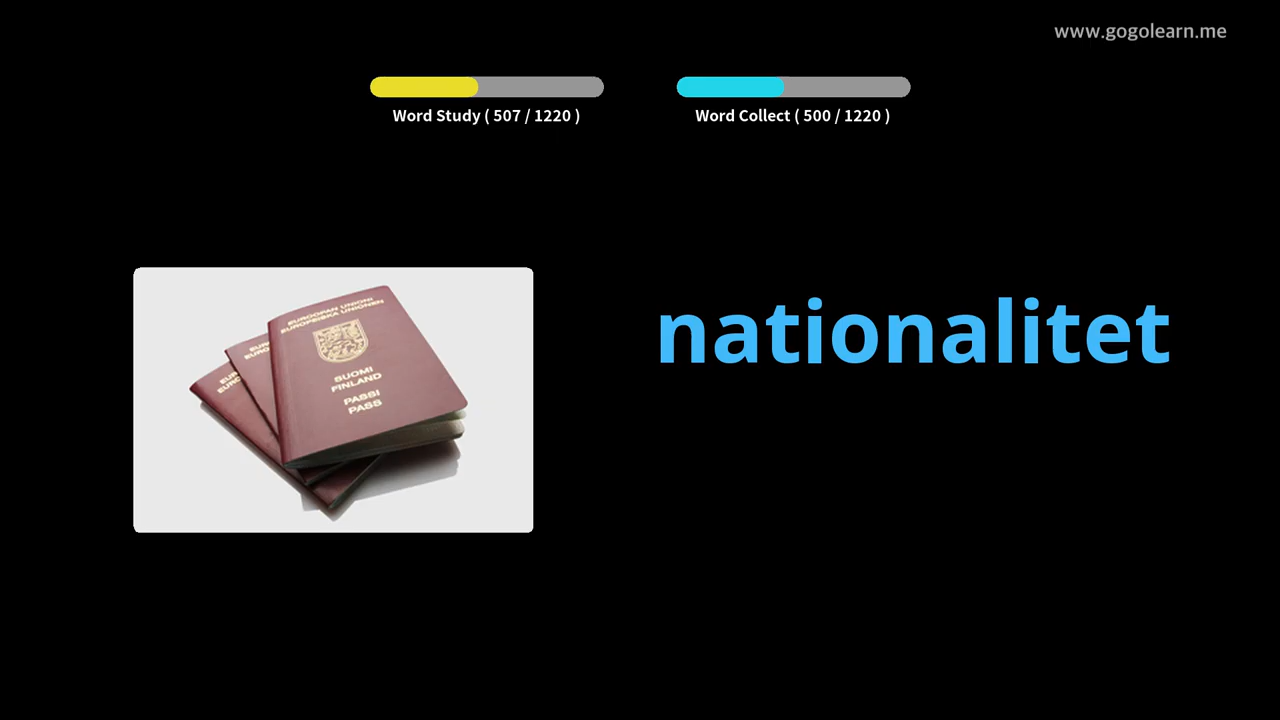 www.gogolearn.me
Word Study ( 507 / 1220 )
Word Collect ( 500 / 1220 )
nationalitet
EUROOPAN UNIONI
EUROPEISKA UNIONEN
SUOMI
FINLAND
PASSI
PASS